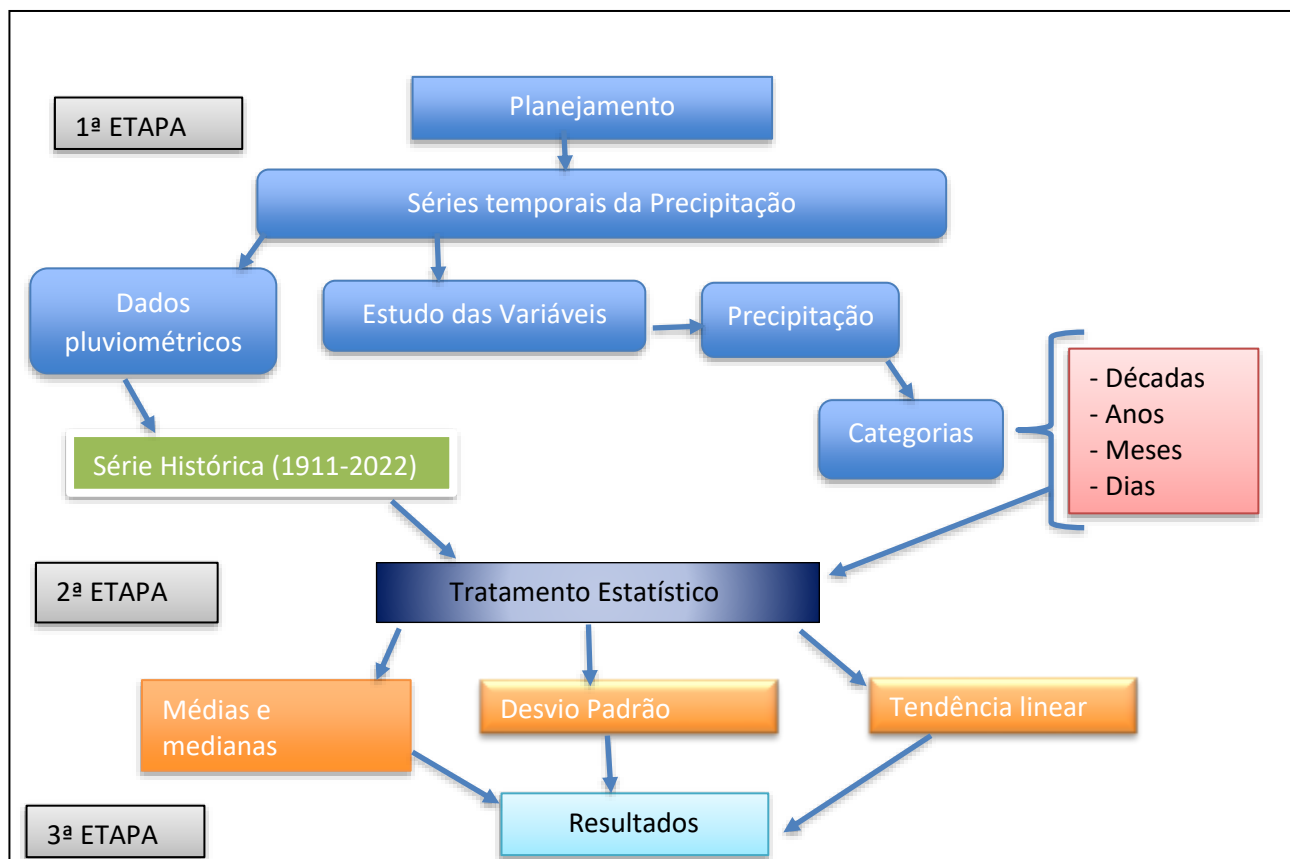 Planejamento
1ª ETAPA
Séries temporais da Precipitação
Dados
pluviométricos
Estudo das Variáveis
Precipitação
- Décadas
- Anos
- Meses
- Dias
Categorias
Série Histórica (1911-2022)
2ª ETAPA
Tratamento Estatístico
Médias e
medianas
Desvio Padrão
Tendência linear
Resultados
3ª ETAPA